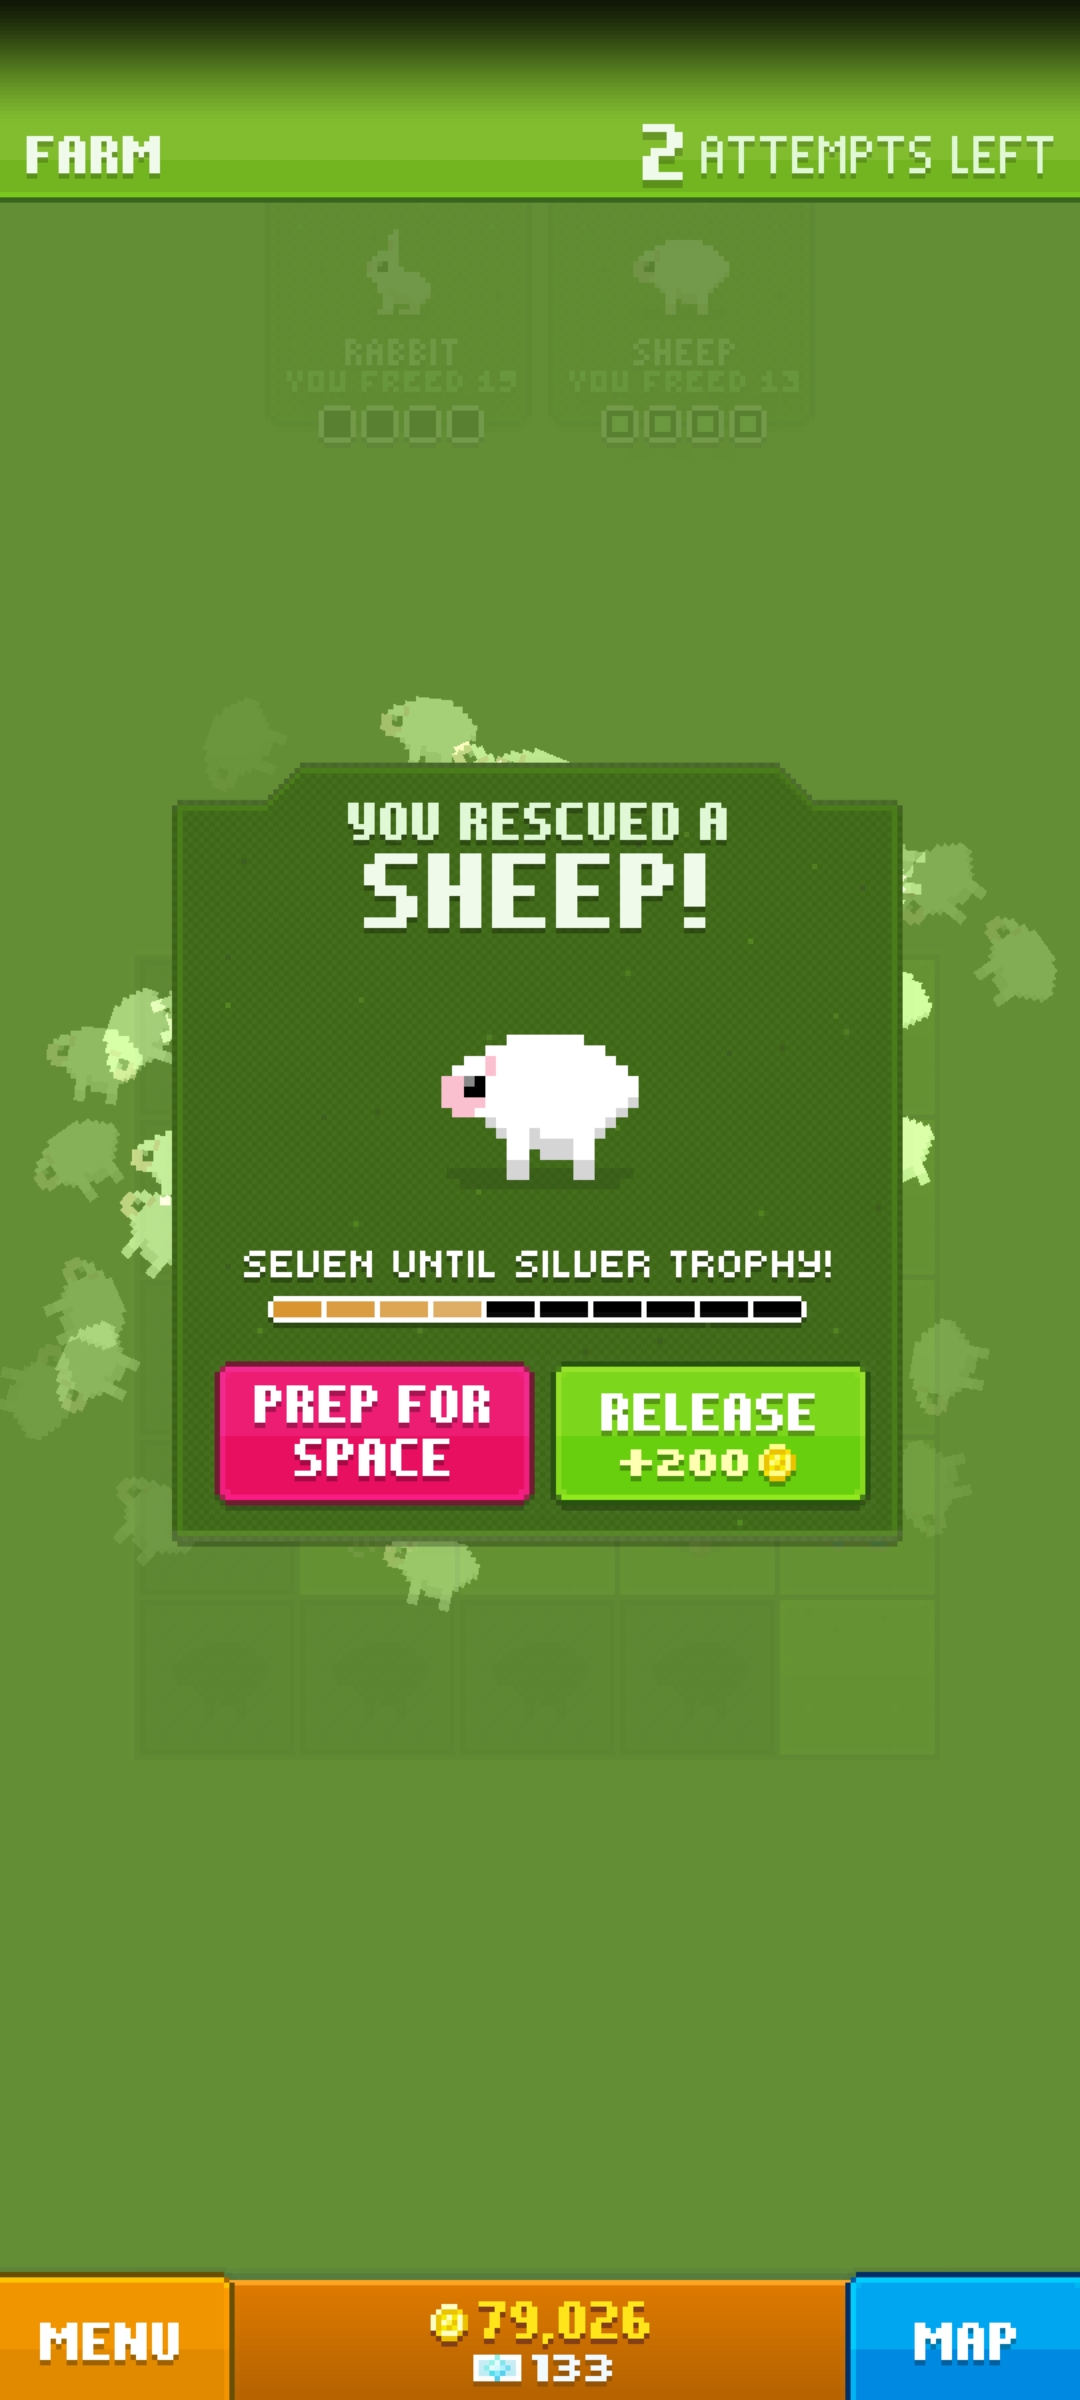 FARM
2 ATTEMPTS LEFT
RABBIT
YOU FREED 19
SHEEP
YOU FREED 13
YOU RESCUED A
SHEEP!
SEVEN UNTIL SILVER TROPHY!
PREP FOR
SPACE
RELEASE
+200
MENU
79,026
133
MAP